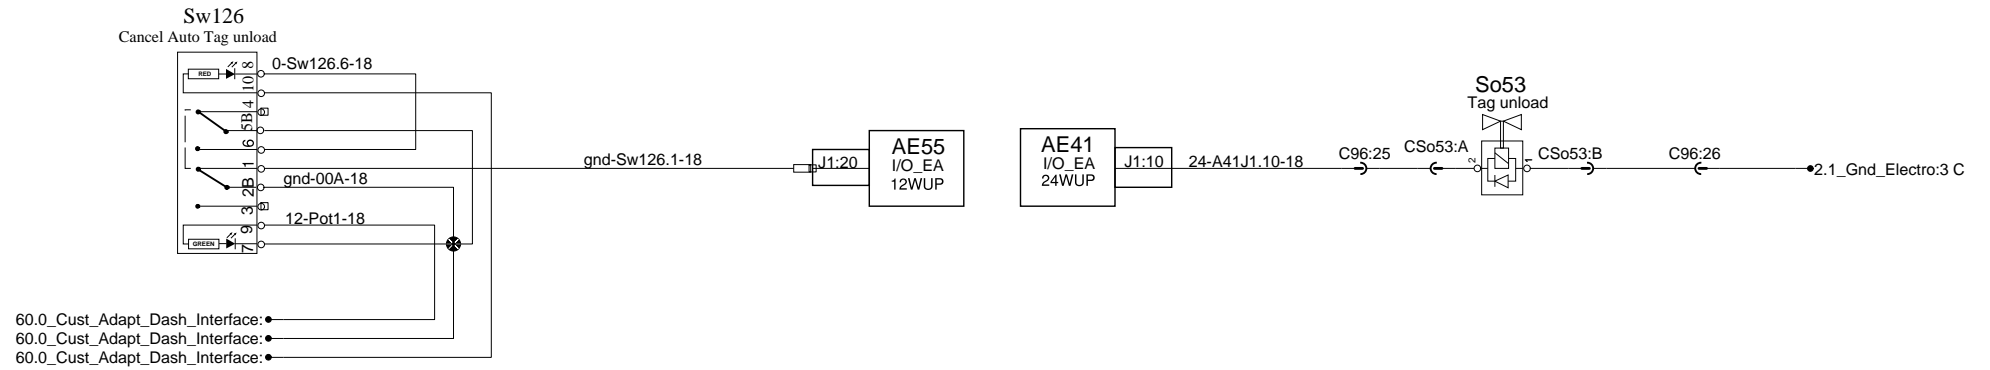 Sw126
Cancel Auto Tag unload
RED
8
10
4
5B
6
1
2B
3
9
7
GREEN
0-Sw126.6-18
gnd-Sw126.1-18
gnd-00A-18
12-Pot1-18
60.0_Cust_Adapt_Dash_Interface:
60.0_Cust_Adapt_Dash_Interface:
60.0_Cust_Adapt_Dash_Interface:
J1:20
AE55
I/O_EA
12WUP
AE41
I/O_EA
24WUP
J1:10
24-A41J1.10-18
C96:25
CSo53:A
So53
Tag unload
2
1
CSo53:B
C96:26
2.1_Gnd_Electro:3 C